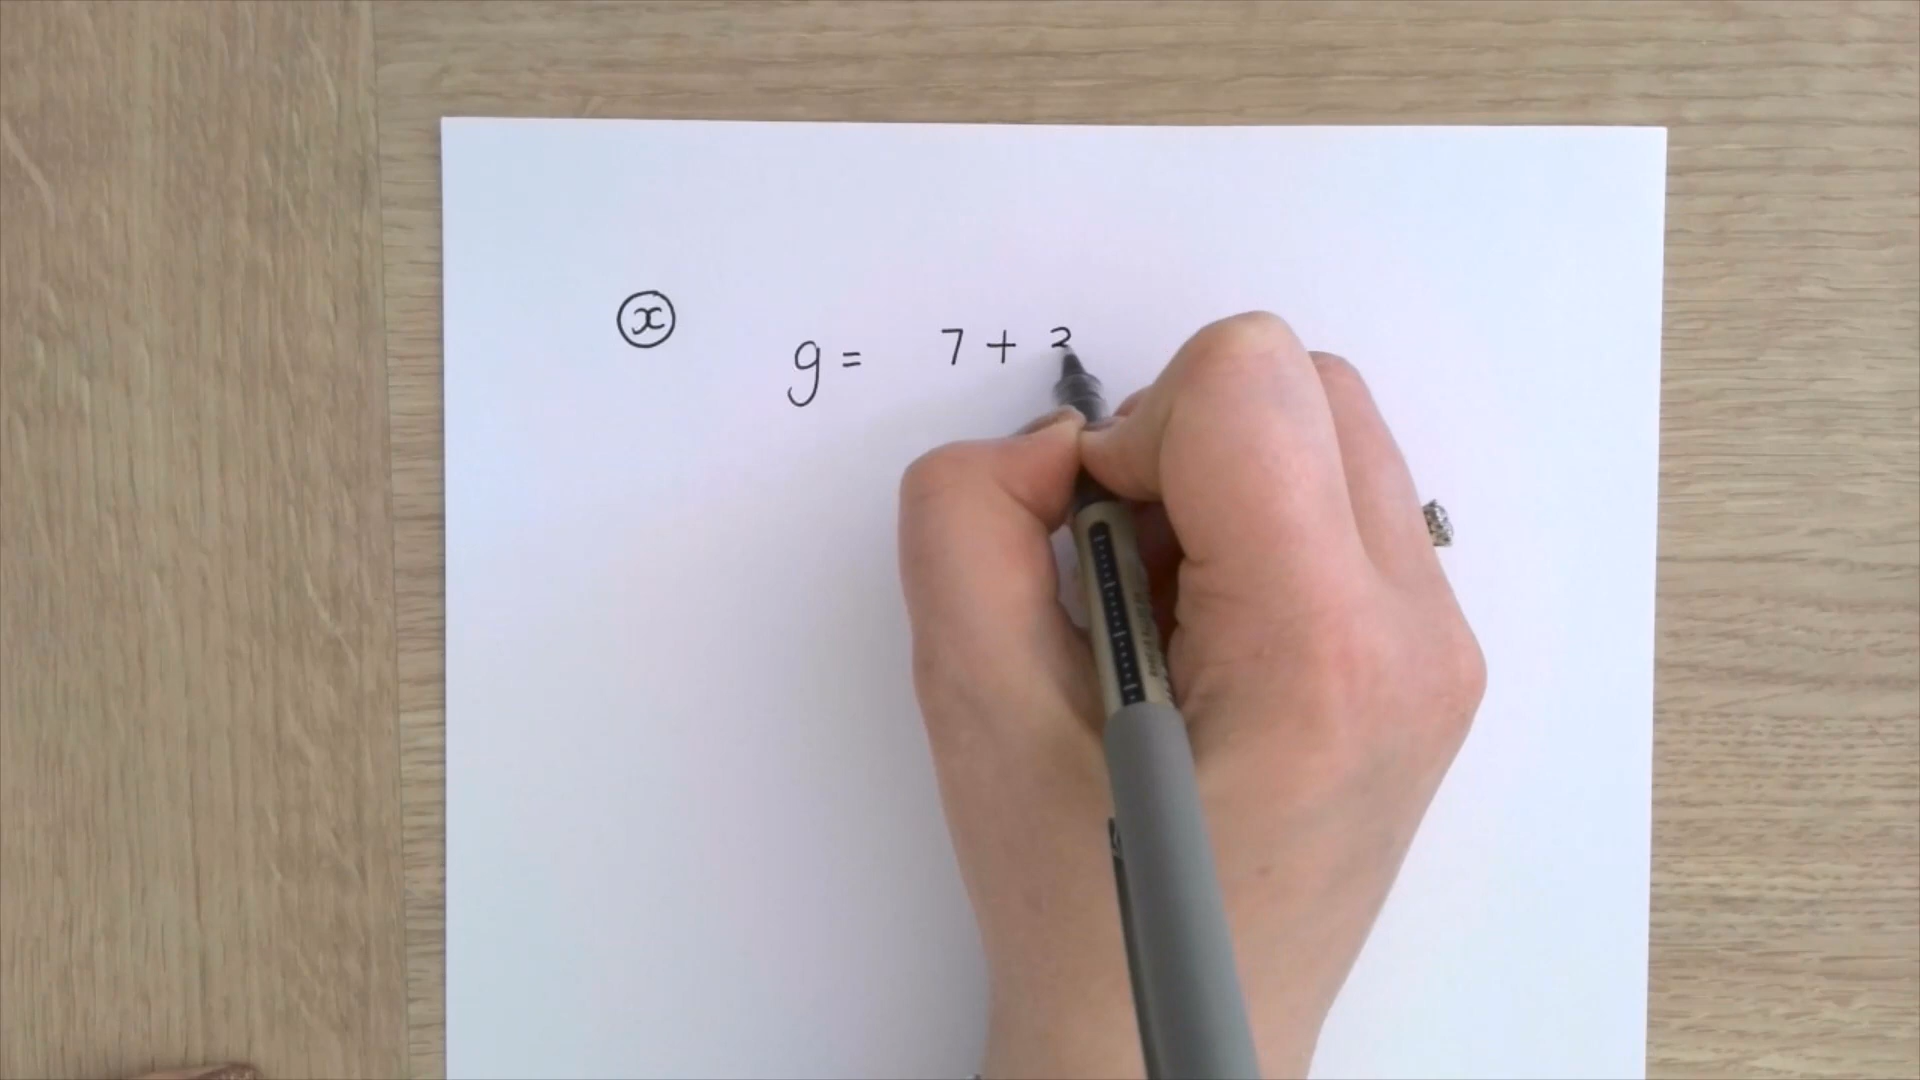 ⓧ g = 7 +